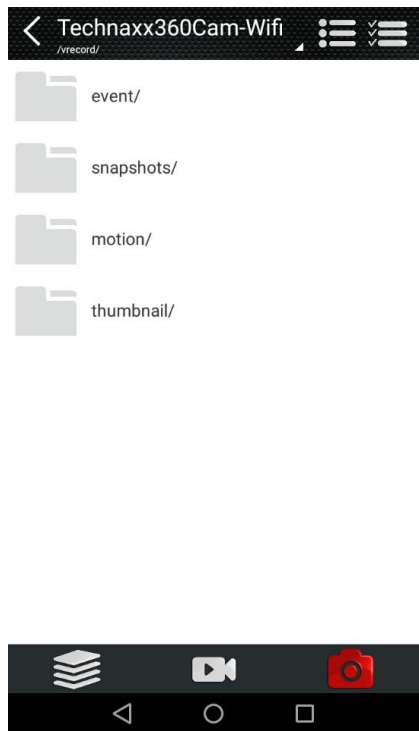 Technaxx360Cam-Wifi
/vrecord/
event/
snapshots/
motion/
thumbnail/